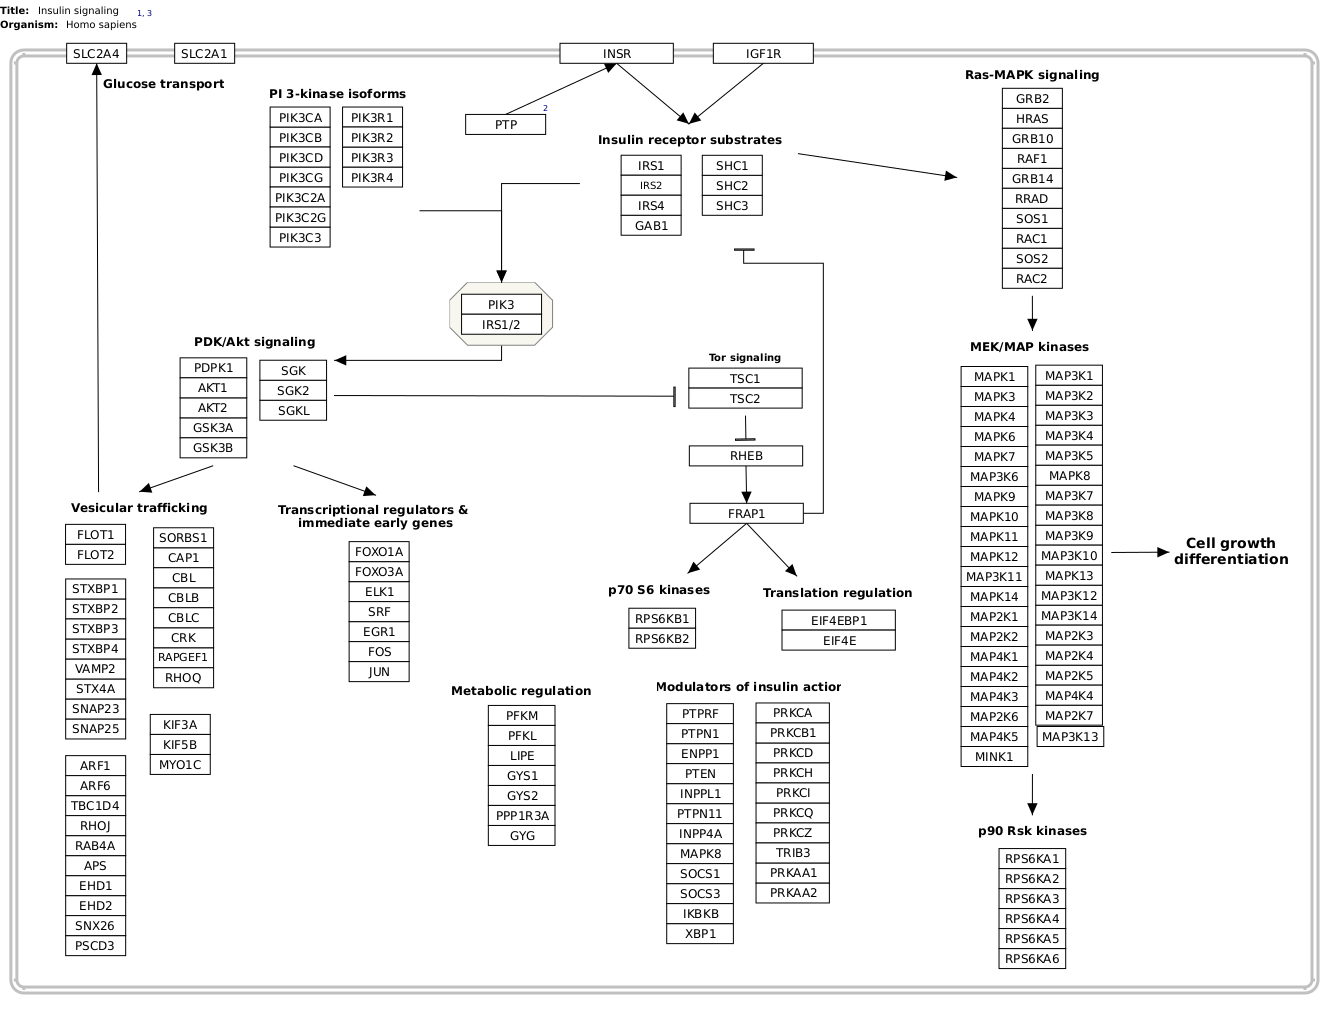 Title: Insulin signaling 1, 3
Organism: Homo sapiens
SLC2A4
SLC2A1
INSR
IGF1R
Glucose transport
PI 3-kinase isoforms
PIK3CA
PIK3CB
PIK3CD
PIK3CG
PIK3C2A
PIK3C2G
PIK3C3
PIK3R1
PIK3R2
PIK3R3
PIK3R4
PTP
2
Insulin receptor substrates
IRS1
IRS2
IRS4
GAB1
SHC1
SHC2
SHC3
Ras-MAPK signaling
GRB2
HRAS
GRB10
RAF1
GRB14
RRAD
SOS1
RAC1
SOS2
RAC2
PIK3
IRS1/2
PDK/Akt signaling
PDPK1
AKT1
AKT2
GSK3A
GSK3B
SGK
SGK2
SGKL
Tor signaling
TSC1
TSC2
RHEB
FRAP1
MEK/MAP kinases
MAPK1
MAPK3
MAPK4
MAPK6
MAPK7
MAP3K6
MAPK9
MAPK10
MAPK11
MAPK12
MAP3K11
MAPK14
MAP2K1
MAP2K2
MAP4K1
MAP4K2
MAP4K3
MAP2K6
MAP4K5
MINK1
MAP3K1
MAP3K2
MAP3K3
MAP3K4
MAP3K5
MAPK8
MAP3K7
MAP3K8
MAP3K9
MAP3K10
MAPK13
MAP3K12
MAP3K14
MAP2K3
MAP2K4
MAP2K5
MAP4K4
MAP2K7
MAP3K13
Cell growth
differentiation
Vesicular trafficking
FLOT1
FLOT2
STXBP1
STXBP2
STXBP3
STXBP4
VAMP2
STX4A
SNAP23
SNAP25
ARF1
ARF6
TBC1D4
RHOJ
RAB4A
APS
EHD1
EHD2
SNX26
PSCD3
SORBS1
CAP1
CBL
CBLB
CBLC
CRK
RAPGEF1
RHOQ
KIF3A
KIF5B
MYO1C
Transcriptional regulators &
immediate early genes
FOXO1A
FOXO3A
ELK1
SRF
EGR1
FOS
JUN
p70 S6 kinases
RPS6KB1
RPS6KB2
Translation regulation
EIF4EBP1
EIF4E
Metabolic regulation
PFKM
PFKL
LIPE
GYS1
GYS2
PPP1R3A
GYG
Modulators of insulin action
PTPRF
PTPN1
ENPP1
PTEN
INPPL1
PTPN11
INPP4A
MAPK8
SOCS1
SOCS3
IKBKB
XBP1
PRKCA
PRKCB1
PRKCD
PRKCH
PRKCI
PRKCQ
PRKCZ
TRIB3
PRKAA1
PRKAA2
p90 Rsk kinases
RPS6KA1
RPS6KA2
RPS6KA3
RPS6KA4
RPS6KA5
RPS6KA6